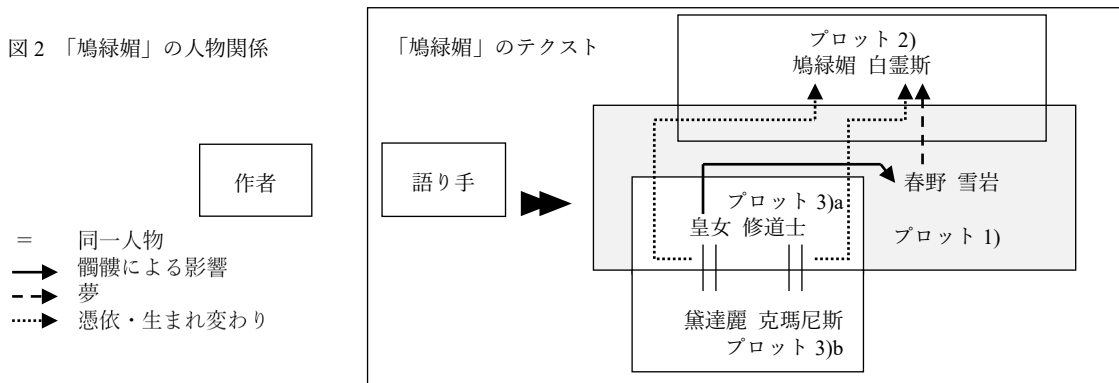 図2 「鳩緑媚」の人物関係
「鳩緑媚」のテクスト
プロット 2)
鳩緑媚 白霊斯
作者
語り手
春野 雪岩
プロット 3)a
皇女 修道士
プロット 1)
= 同一人物
髑髏による影響
夢
憑依・生まれ変わり
黛達麗 克瑪尼斯
プロット 3)b